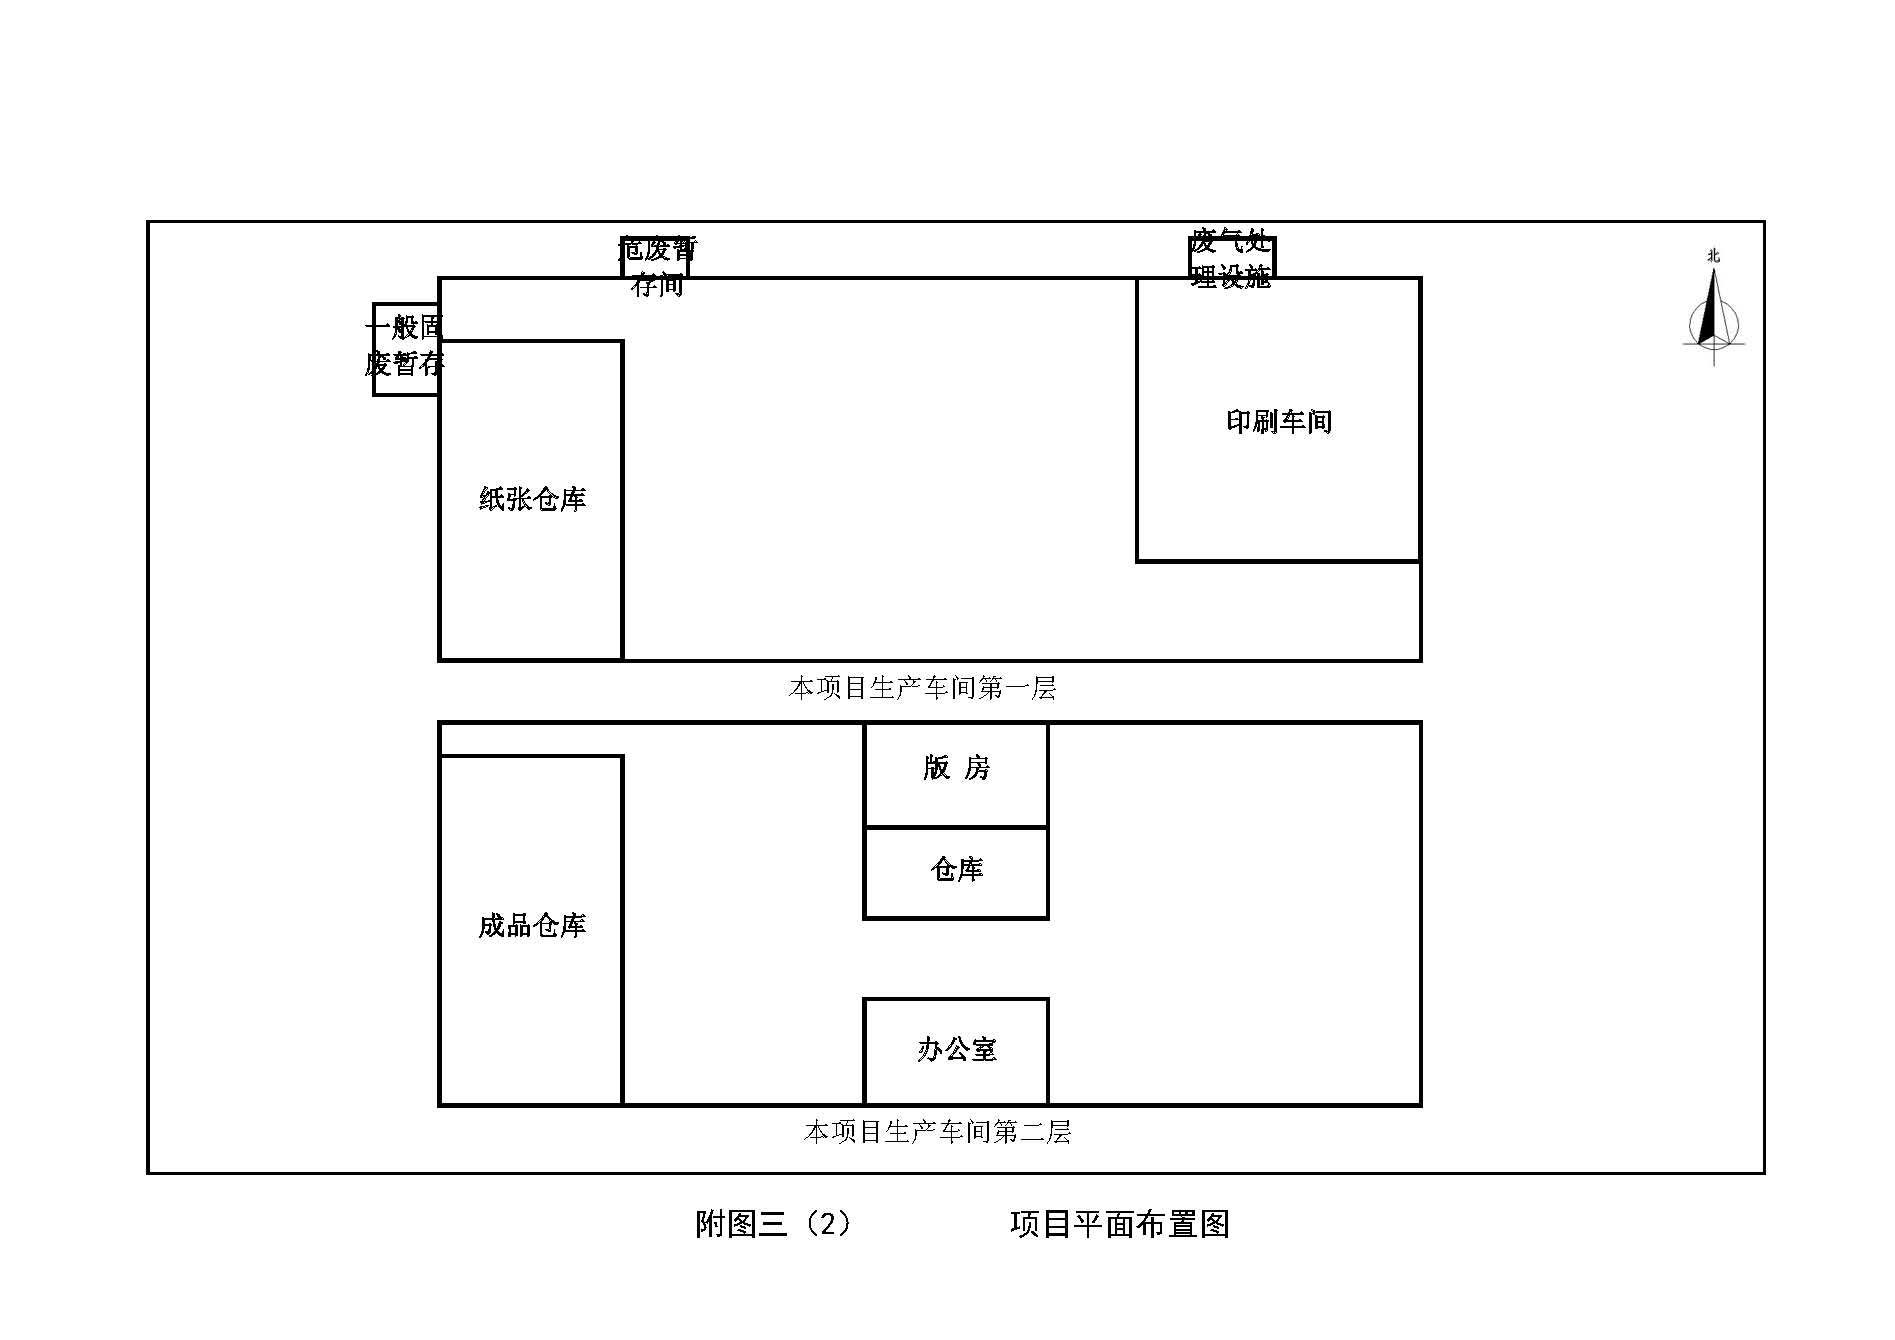 危废暂
存间
废气处
理设施
北
一般固
废暂存
印刷车间
纸张仓库
本项目生产车间第一层
版 房
仓库
成品仓库
办公室
本项目生产车间第二层
附图三（2） 项目平面布置图